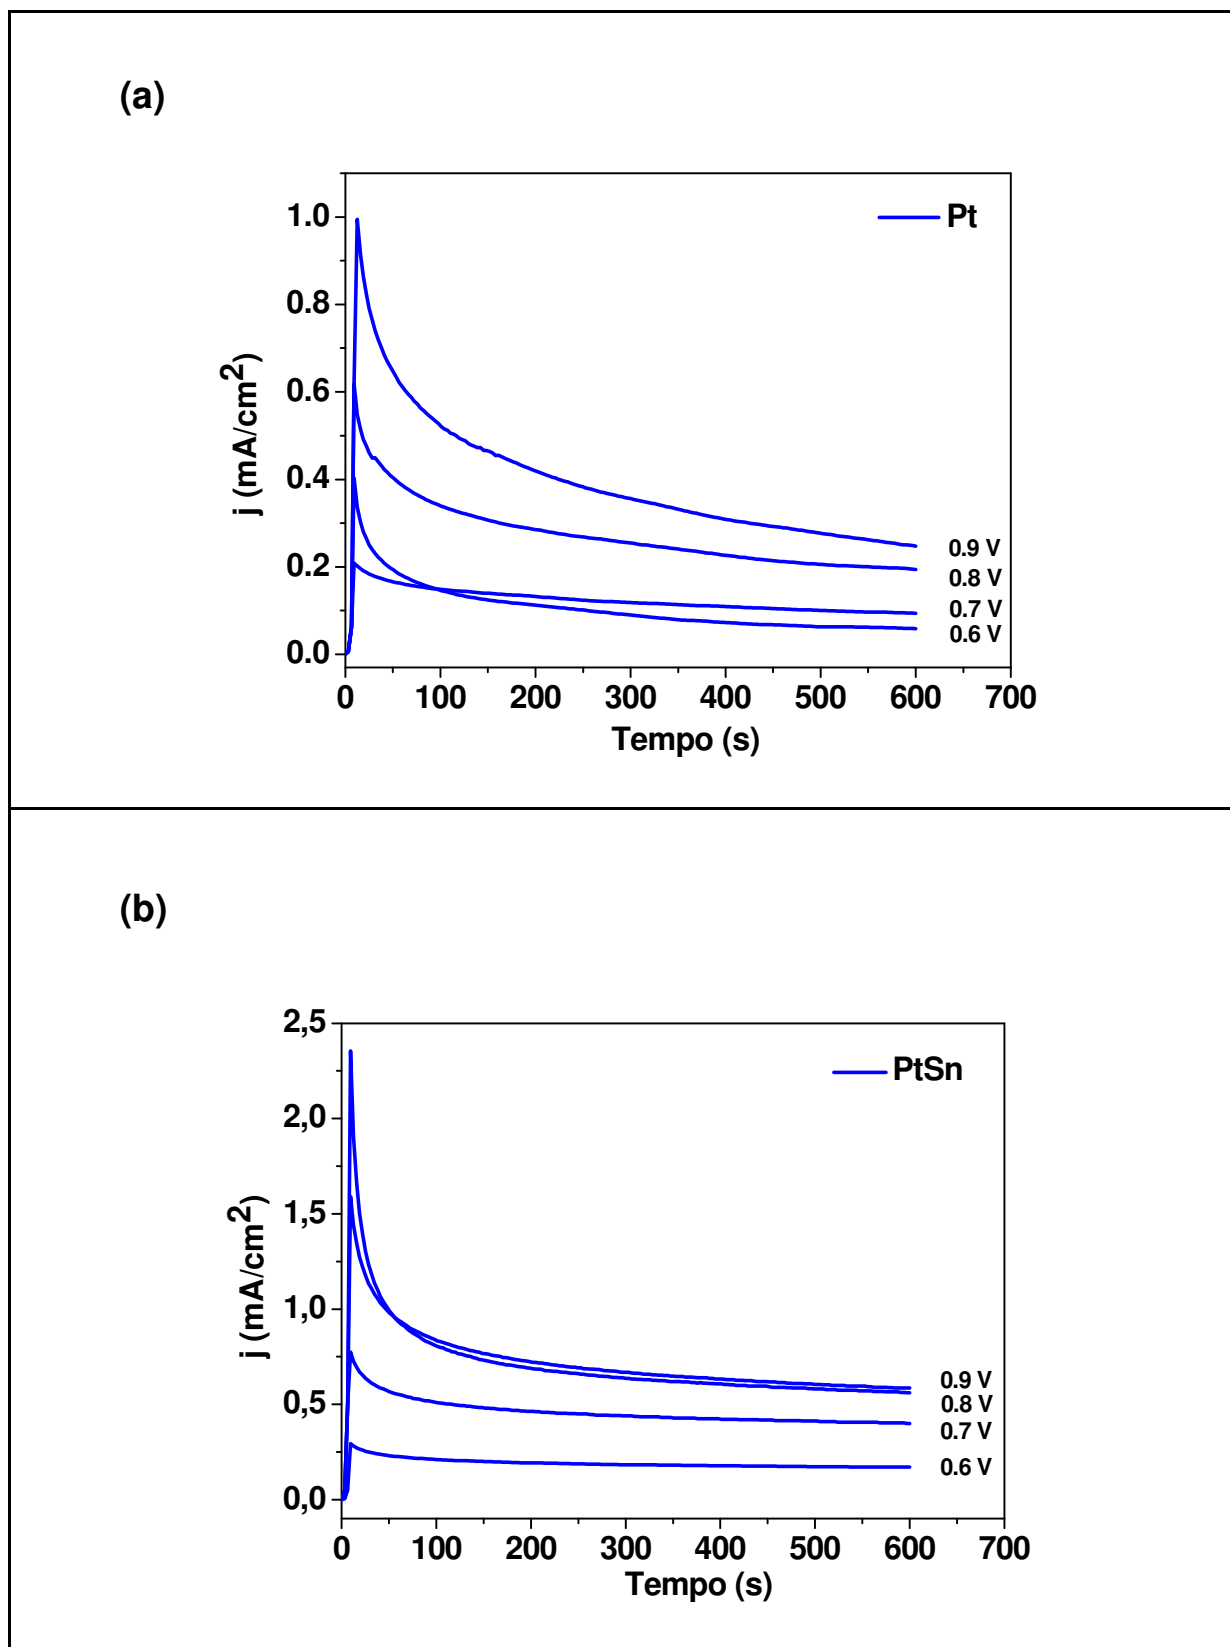 (a)
Pt
1.0
0.8
0.6
0.4
0.2
0.0
j (mA/cm²)
0.9 V
0.8 V
0.7 V
0.6 V
0 100 200 300 400 500 600 700
Tempo (s)
(b)
PtSn
2,5
2,0
1,5
1,0
0,5
0,0
j (mA/cm²)
0.9 V
0.8 V
0.7 V
0.6 V
0 100 200 300 400 500 600 700
Tempo (s)